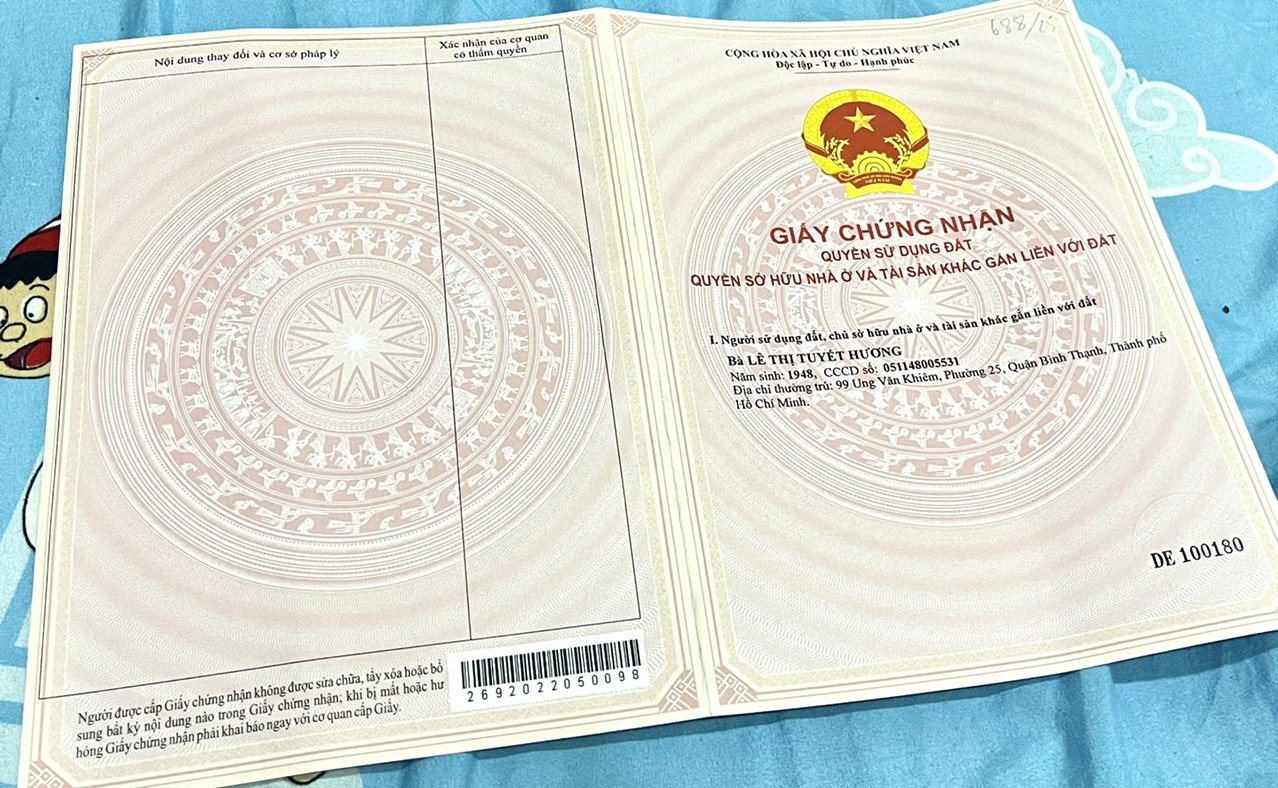 Nội dung thay đổi và cơ sở pháp lý
Xác nhận của cơ quan
có thẩm quyền
Người được cấp Giấy chứng nhận không được sửa chữa, tẩy xóa hoặc bổ
sung bất kỳ nội dung nào trong Giấy chứng nhận; khi bị mất hoặc hư
hỏng Giấy chứng nhận phải khai báo ngay với cơ quan cấp Giấy.
2692022050098
CỘNG HÒA XÃ HỘI CHỦ NGHĨA VIỆT NAM
Độc lập - Tự do - Hạnh phúc
GIẤY CHỨNG NHẬN
QUYỀN SỬ DỤNG ĐẤT
QUYỀN SỞ HỮU NHÀ Ở VÀ TÀI SẢN KHÁC GẮN LIỀN VỚI ĐẤT
I. Người sử dụng đất, chủ sở hữu nhà ở và tài sản khác gắn liền với đất
Bà LÊ THỊ TUYẾT HƯƠNG
Năm sinh: 1948, CCCD số: 051148005531
Địa chỉ thường trú: 99 Ung Văn Khiêm, Phường 25, Quận Bình Thạnh, Thành phố
Hồ Chí Minh.
DE 100180